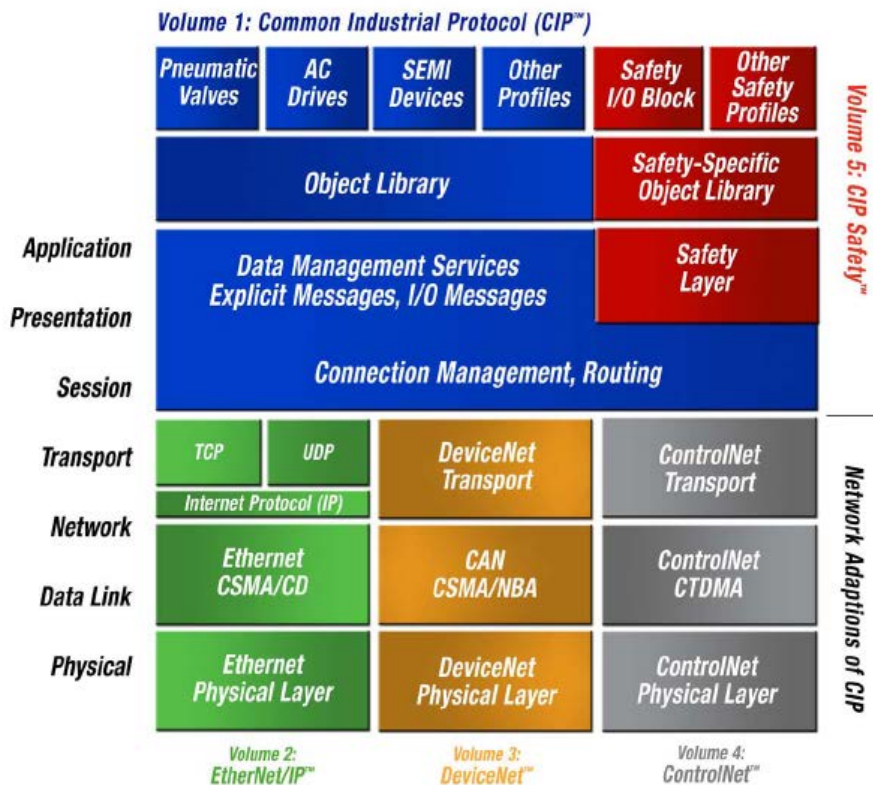 Volume 1: Common Industrial Protocol (CIP™)
Pneumatic
Valves
AC
Drives
SEMI
Devices
Other
Profiles
Safety
I/O Block
Other
Safety
Profiles
Object Library
Safety-Specific
Object Library
Application
Presentation
Session
Transport
Network
Data Link
Physical
Data Management Services
Explicit Messages, I/O Messages
Safety
Layer
Connection Management, Routing
TCP
UDP
Internet Protocol (IP)
DeviceNet
Transport
ControlNet
Transport
Ethernet
CSMA/CD
CAN
CSMA/NBA
ControlNet
CTDMA
Ethernet
Physical Layer
DeviceNet
Physical Layer
ControlNet
Physical Layer
Volume 2:
EtherNet/IP™
Volume 3:
DeviceNet™
Volume 4:
ControlNet™
Volume 5: CIP Safety™
Network Adaptions of CIP